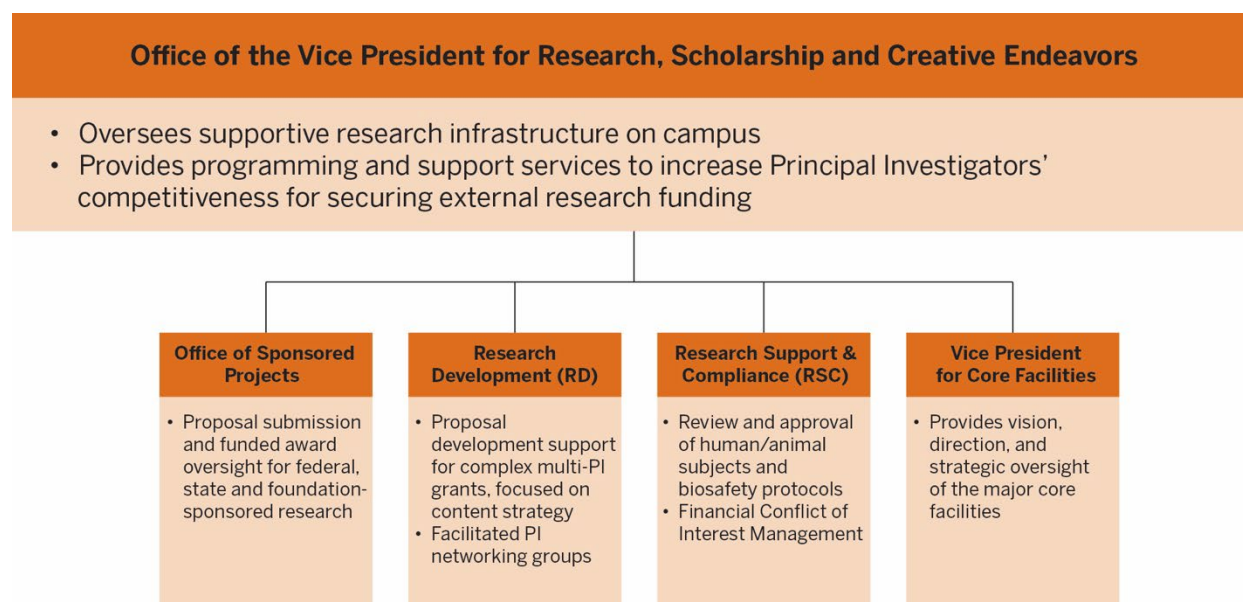 Office of the Vice President for Research, Scholarship and Creative Endeavors
• Oversees supportive research infrastructure on campus
• Provides programming and support services to increase Principal Investigators’
competitiveness for securing external research funding
Office of Sponsored
Projects
• Proposal submission
and funded award
oversight for federal,
state and foundation-
sponsored research
Research
Development (RD)
• Proposal
development support
for complex multi-PI
grants, focused on
content strategy
• Facilitated PI
networking groups
Research Support &
Compliance (RSC)
• Review and approval
of human/animal
subjects and
biosafety protocols
• Financial Conflict of
Interest Management
Vice President
for Core Facilities
• Provides vision,
direction, and
strategic oversight
of the major core
facilities